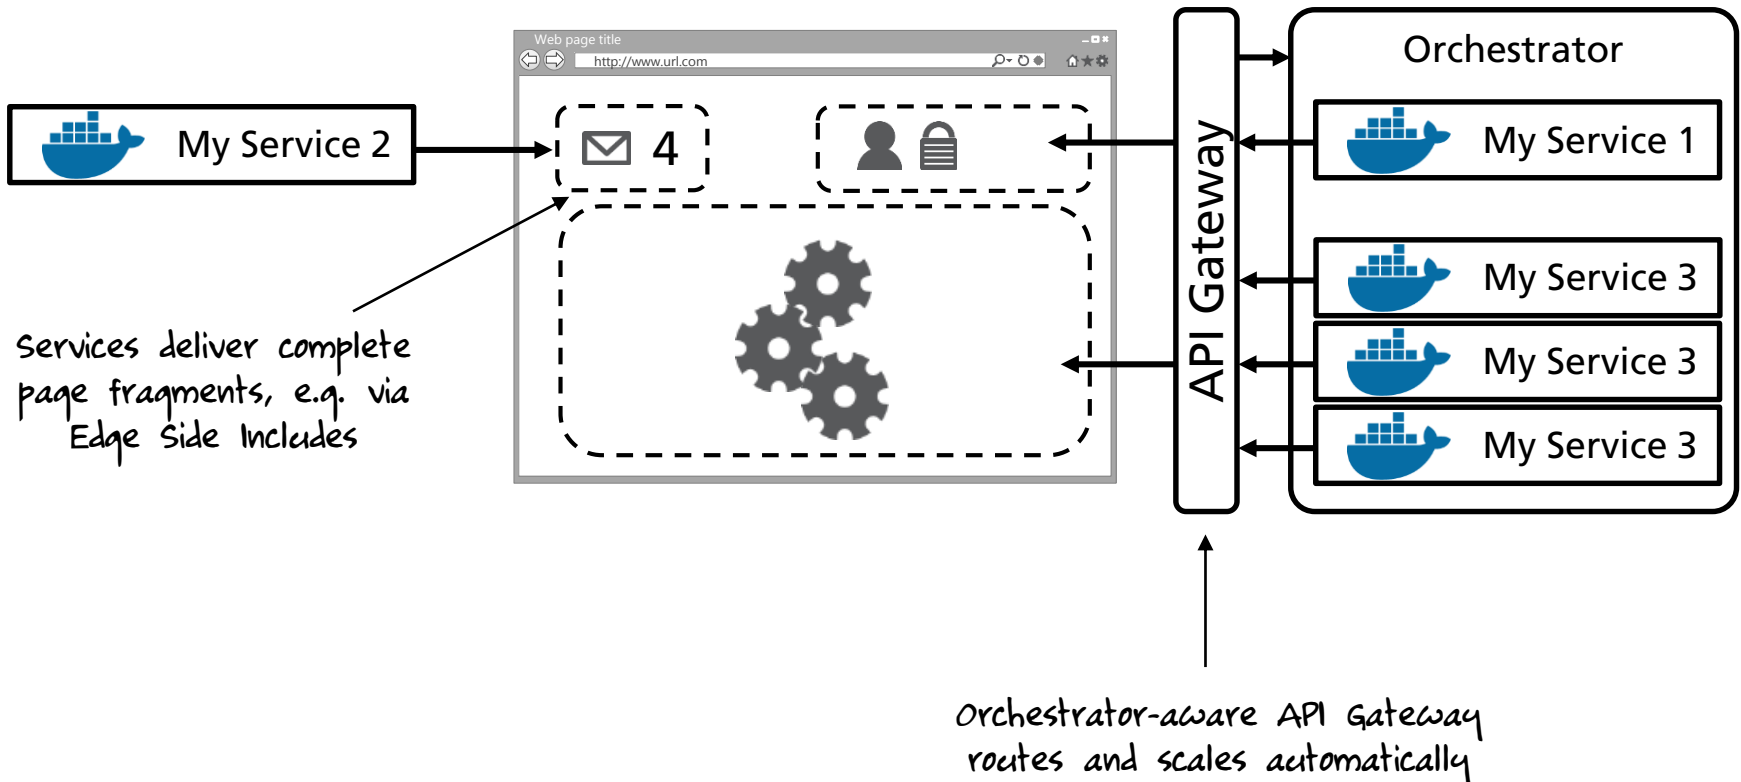 Web page title
http://www.url.com
My Service 2
4
Services deliver complete
page fragments, e.g. via
Edge Side Includes
API Gateway
Orchestrator
My Service 1
My Service 3
My Service 3
My Service 3
Orchestrator-aware API Gateway
routes and scales automatically